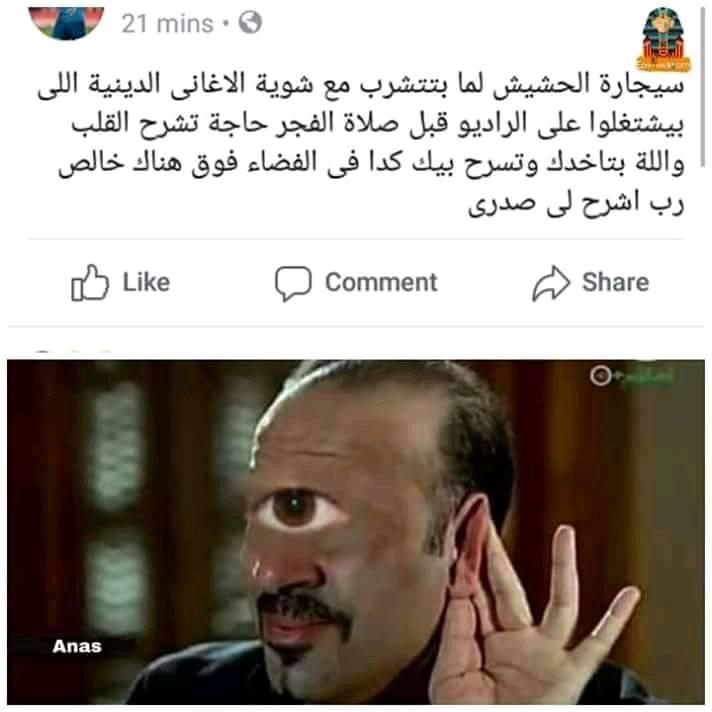 21 mins •
سيجارة الحشيش لما بتتشرب مع شوية الاغانى الدينية اللى
بيشتغلوا على الراديو قبل صلاة الفجر حاجة تشرح القلب
واللة بتاخدك وتسرح بيك كدا فى الفضاء فوق هناك خالص
رب اشرح لى صدرى
Like
Comment
Share
Anas